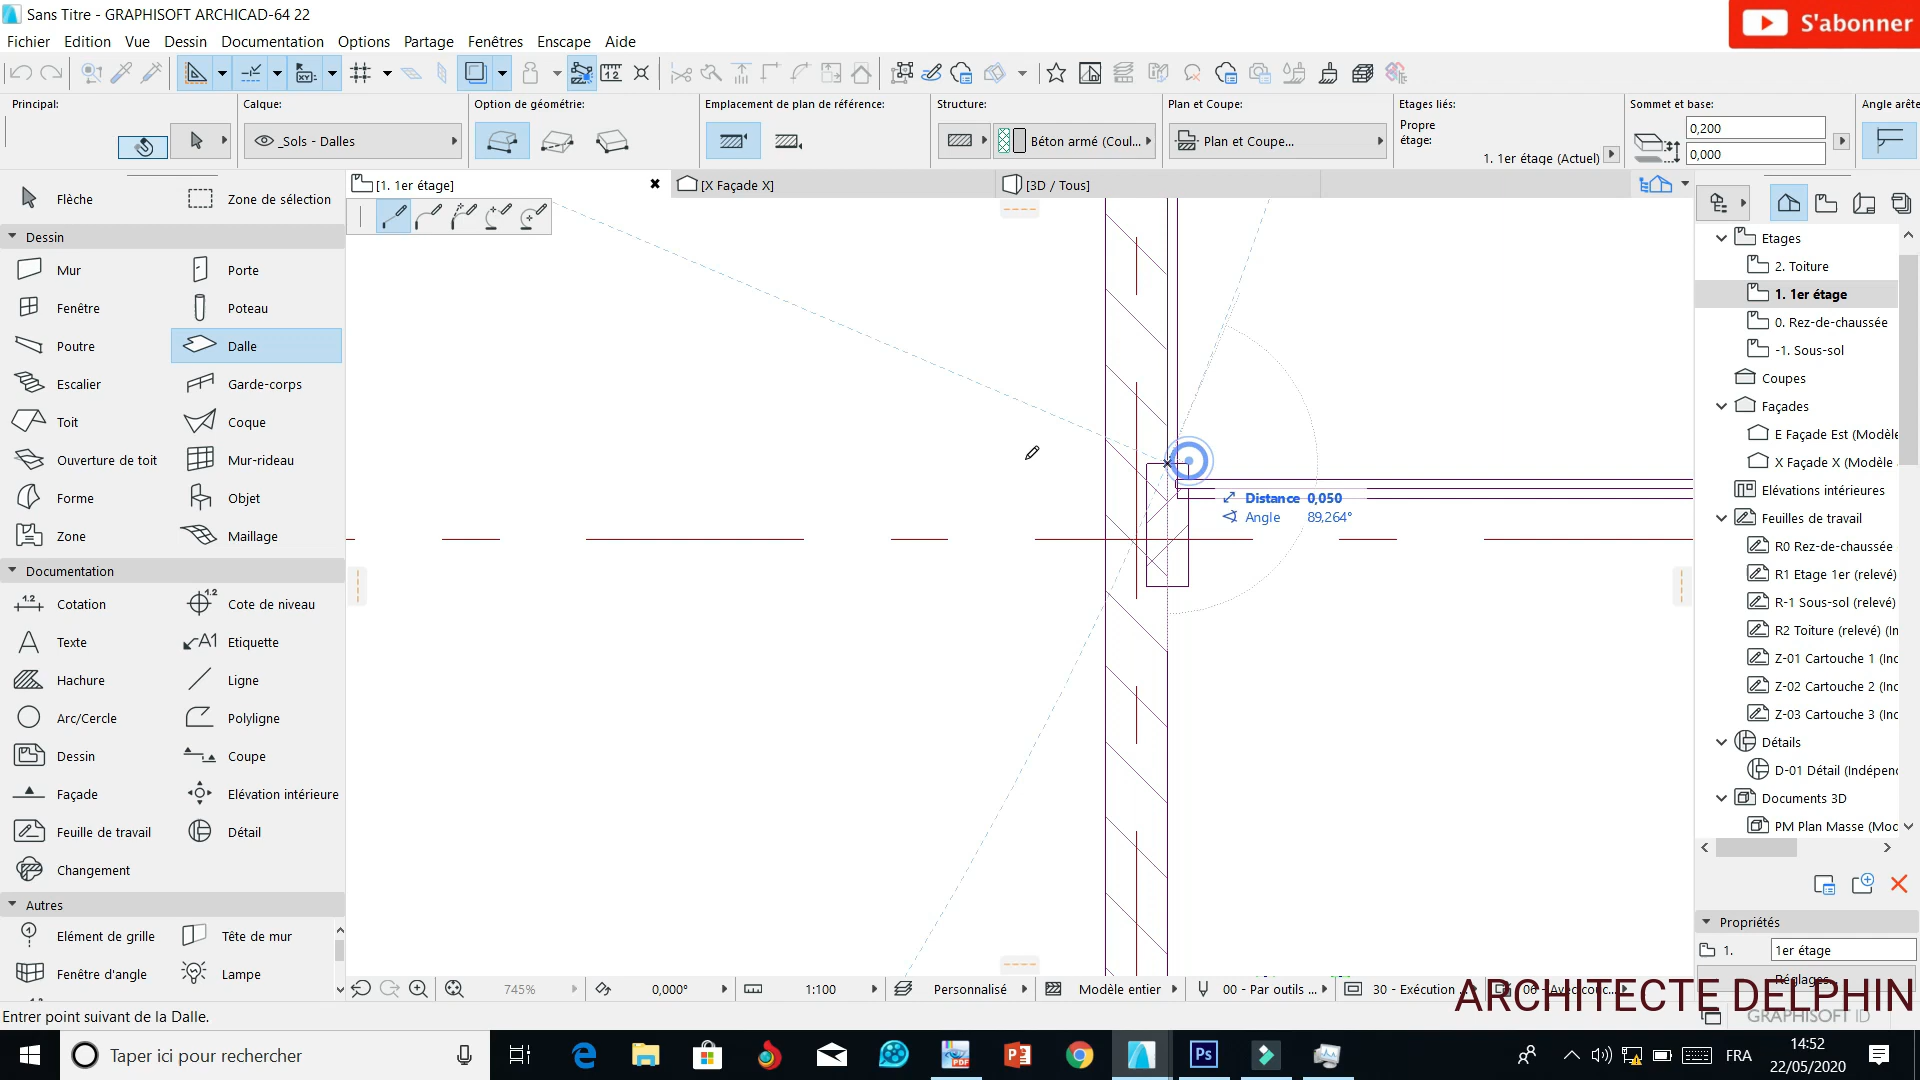 Sans Titre - GRAPHISOFT ARCHICAD-64 22
S'abonner
Fichier Edition Vue Dessin Documentation Options Partage Fenêtres Enscape Aide
Principal: Calque: Option de géométrie: Emplacement de plan de référence: Structure: Plan et Coupe: Etages liés: Sommet et base: Angle arête
_Sols - Dalles Béton armé (Coul... Plan et Coupe... Propre étage: 0,200
1. 1er étage (Actuel) 0,000
[1. 1er étage] [X Façade X] [3D / Tous]
Flèche Zone de sélection
Dessin
Mur Porte
Fenêtre Poteau
Poutre Dalle
Escalier Garde-corps
Toit Coque
Ouverture de toit Mur-rideau
Forme Objet
Zone Maillage
Documentation
1.2 Cotation 1.2 Cote de niveau
Texte A1 Etiquette
Hachure Ligne
Arc/Cercle Polyligne
Dessin Coupe
Façade Elévation intérieure
Feuille de travail Détail
Changement
Autres
Elément de grille Tête de mur
Fenêtre d'angle Lampe
Distance 0,050
Angle 89,264°
Etages
2. Toiture
1. 1er étage
0. Rez-de-chaussée
-1. Sous-sol
Coupes
Façades
E Façade Est (Modèle
X Façade X (Modèle
Elévations intérieures
Feuilles de travail
R0 Rez-de-chaussée
R1 Etage 1er (relevé)
R-1 Sous-sol (relevé)
R2 Toiture (relevé) (In
Z-01 Cartouche 1 (Inc
Z-02 Cartouche 2 (Inc
Z-03 Cartouche 3 (Inc
Détails
D-01 Détail (Indépenc
Documents 3D
PM Plan Masse (Moc
Propriétés
1. 1er étage
Réglages...
745% 0,000° 1:100 Personnalisé Modèle entier 00 - Par outils ... 30 - Exécution
ARCHITECTE DELPHIN
GRAPHISOFT ID
Entrer point suivant de la Dalle.
Taper ici pour rechercher
FRA
14:52
22/05/2020